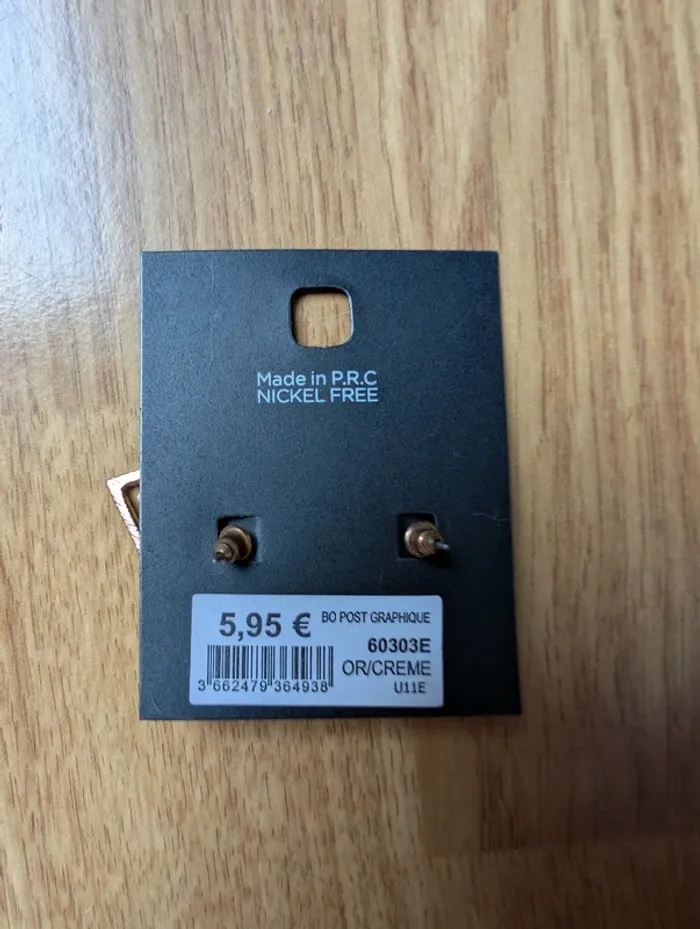 Made in P.R.C
NICKEL FREE
5,95 € BO POST GRAPHIQUE
60303E
OR/CREME
U11E
3 662479 364938